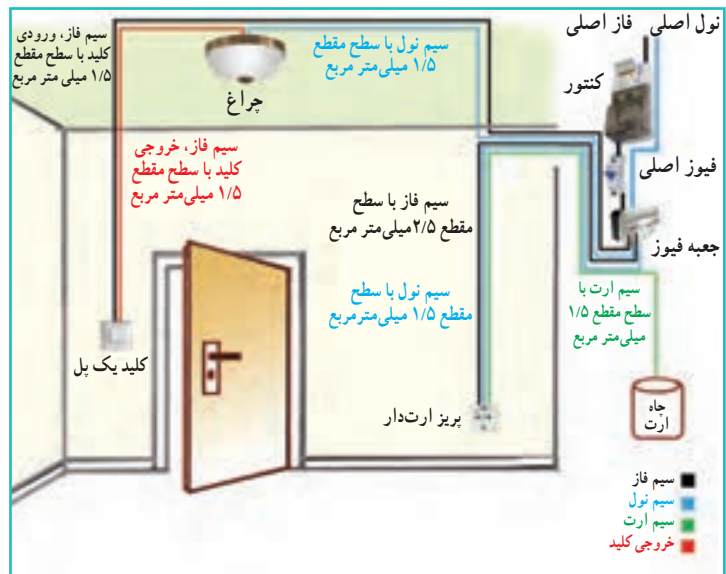 نول اصلی
فاز اصلی
کنتور
فیوز اصلی
جعبه فیوز
سیم نول با سطح مقطع
۱/۵ میلی‌متر مربع
چراغ
سیم فاز، ورودی
کلید با سطح مقطع
۱/۵ میلی متر مربع
سیم فاز، خروجی
کلید با سطح مقطع
۱/۵ میلی‌متر مربع
سیم فاز با سطح
مقطع ۲/۵میلی‌متر مربع
سیم نول با سطح
مقطع ۱/۵ میلی‌مترمربع
سیم ارت با
سطح مقطع ۱/۵
میلی‌متر مربع
کلید یک پل
پریز ارت‌دار
چاه
ارت
سیم فاز
سیم نول
سیم ارت
خروجی کلید